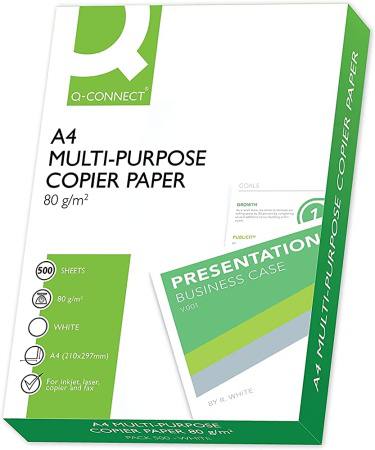 Q-CONNECT®
A4
MULTI-PURPOSE
COPIER PAPER
80 g/m²
500 SHEETS
80 g/m²
WHITE
A4 (210x297mm)
For inkjet, laser,
copier and fax
GOALS
GROWTH
PUBLICITY
1
PRESENTATION
BUSINESS CASE
V.001
BY IL WHITE
A4 MULTI-PURPOSE
COPIER PAPER 80 g/m²
PACK 500 - WHITE
A4 MULTI-PURPOSE COPIER PAPER